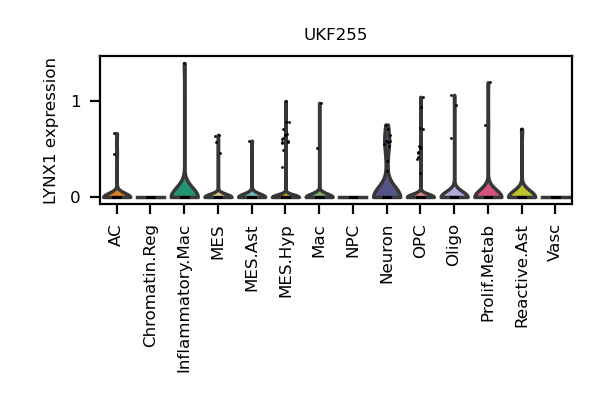 UKF255
LYNX1 expression
1
0
AC
Chromatin.Reg
Inflammatory.Mac
MES
MES.Ast
MES.Hyp
Mac
NPC
Neuron
OPC
Oligo
Prolif.Metab
Reactive.Ast
Vasc